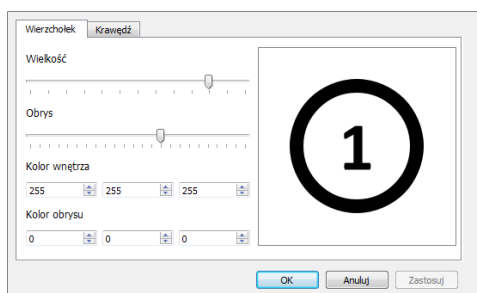 Wierzchołek Krawędź
Wielkość
Obrys
Kolor wnętrza
255 255 255
Kolor obrysu
0 0 0
1
OK Anuluj Zastosuj